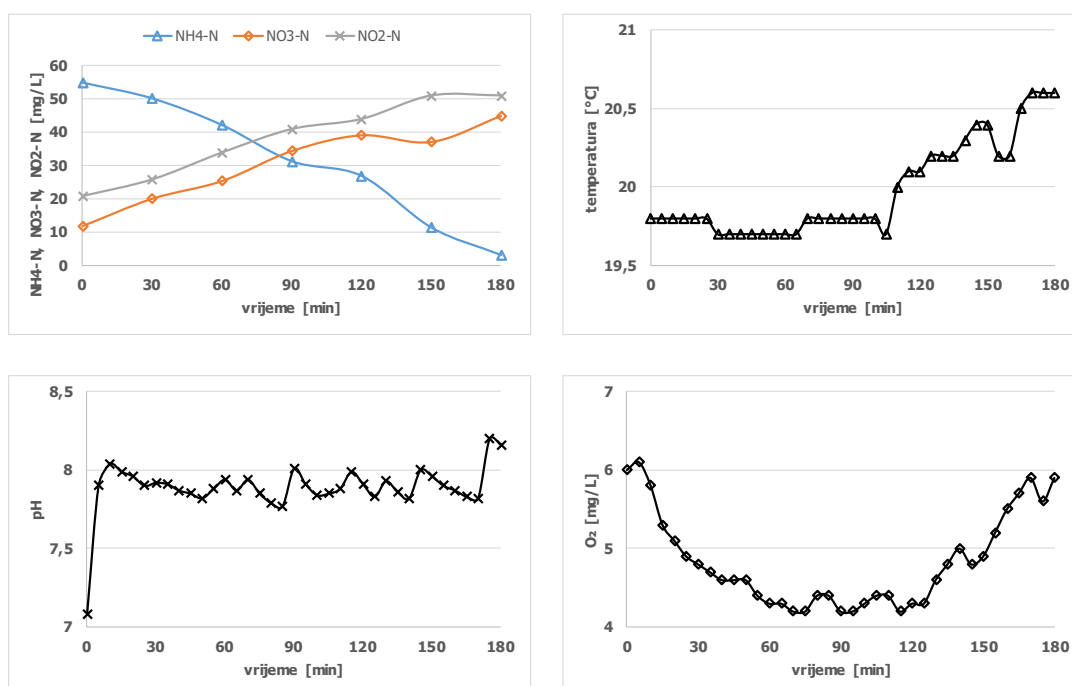 NH4-N NO3-N NO2-N
NH4-N, NO3-N, NO2-N [mg/L]
60
50
40
30
20
10
0
0 30 60 90 120 150 180
vrijeme [min]
temperatura [°C]
21
20,5
20
19,5
0 30 60 90 120 150 180
vrijeme [min]
pH
8,5
8
7,5
7
0 30 60 90 120 150 180
vrijeme [min]
O₂ [mg/L]
7
6
5
4
0 30 60 90 120 150 180
vrijeme [min]